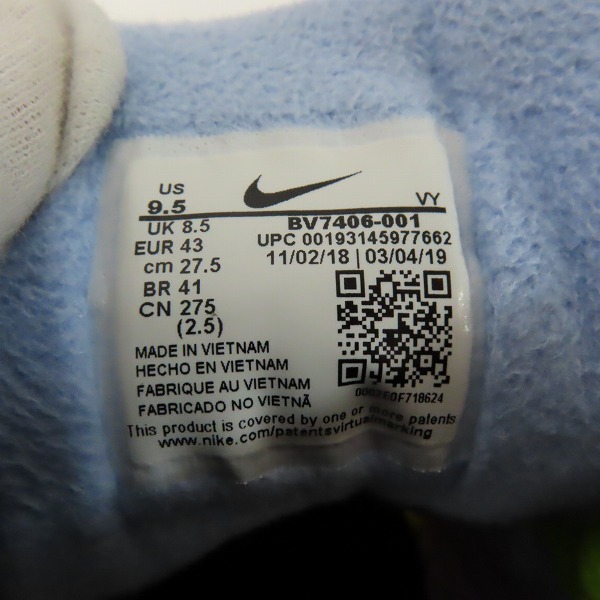 US
9.5
VY
UK 8.5
BV7406-001
EUR 43
UPC 00193145977662
cm 27.5
11/02/18 | 03/04/19
BR 41
CN 275
(2.5)
MADE IN VIETNAM
HECHO EN VIETNAM
FABRIQUE AU VIETNAM
FABRICADO NO VIETNÃ
This product is covered by one or more patents
www.nike.com/patentsvirtualmarking